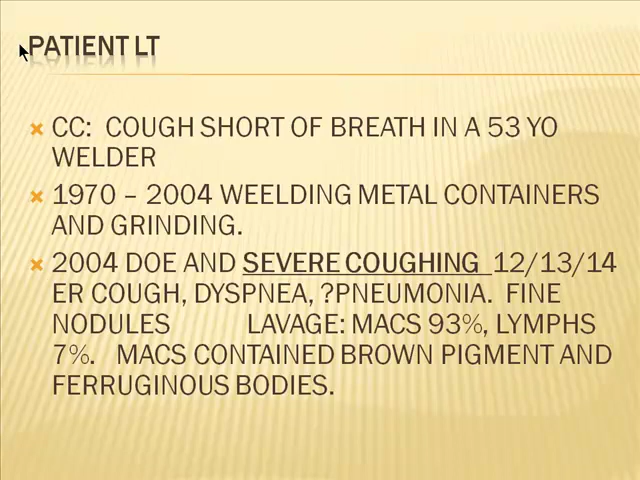 PATIENT LT
CC: COUGH SHORT OF BREATH IN A 53 YO
WELDER
1970 – 2004 WEELDING METAL CONTAINERS
AND GRINDING.
2004 DOE AND SEVERE COUGHING 12/13/14
ER COUGH, DYSPNEA, ?PNEUMONIA. FINE
NODULES LAVAGE: MACS 93%, LYMPHS
7%. MACS CONTAINED BROWN PIGMENT AND
FERRUGINOUS BODIES.